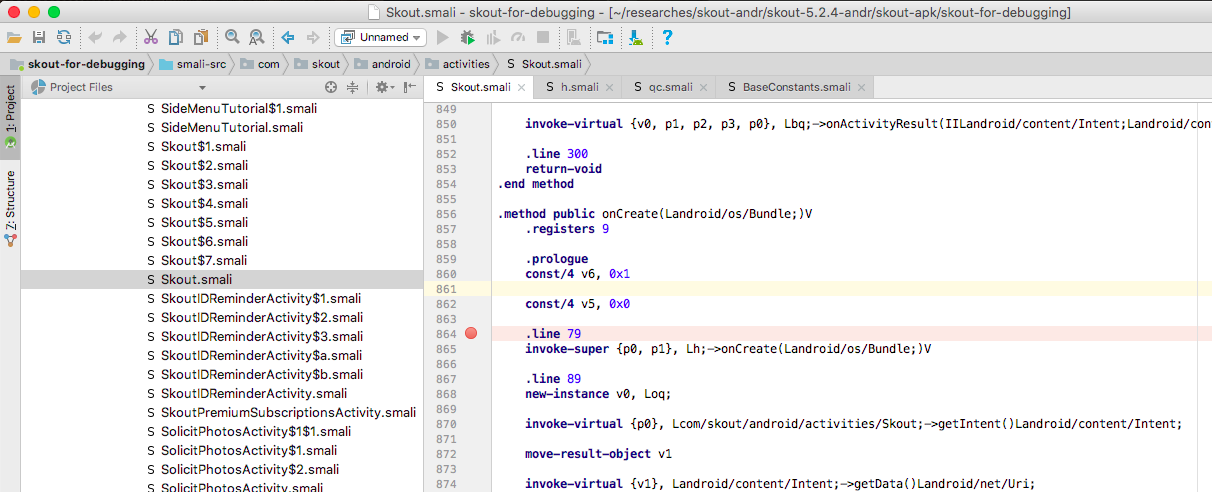 Skout.smali - skout-for-debugging - [~/researches/skout-andr/skout-5.2.4-andr/skout-apk/skout-for-debugging]
Unnamed
skout-for-debugging smali-src com skout android activities S Skout.smali
1: Project
7: Structure
Project Files
S SideMenuTutorial$1.smali
S SideMenuTutorial.smali
S Skout$1.smali
S Skout$2.smali
S Skout$3.smali
S Skout$4.smali
S Skout$5.smali
S Skout$6.smali
S Skout$7.smali
S Skout.smali
S SkoutIDReminderActivity$1.smali
S SkoutIDReminderActivity$2.smali
S SkoutIDReminderActivity$3.smali
S SkoutIDReminderActivity$a.smali
S SkoutIDReminderActivity$b.smali
S SkoutIDReminderActivity.smali
S SkoutPremiumSubscriptionsActivity.smali
S SolicitPhotosActivity$1$1.smali
S SolicitPhotosActivity$1.smali
S SolicitPhotosActivity$2.smali
S SolicitPhotosActivity.smali
S Skout.smali S h.smali S qc.smali S BaseConstants.smali
849
850 invoke-virtual {v0, p1, p2, p3, p0}, Lbq;->onActivityResult(IILandroid/content/Intent;Landroid/con
851
852 .line 300
853 return-void
854 .end method
855
856 .method public onCreate(Landroid/os/Bundle;)V
857 .registers 9
858
859 .prologue
860 const/4 v6, 0x1
861
862 const/4 v5, 0x0
863
864 .line 79
865 invoke-super {p0, p1}, Lh;->onCreate(Landroid/os/Bundle;)V
866
867 .line 89
868 new-instance v0, Loq;
869
870 invoke-virtual {p0}, Lcom/skout/android/activities/Skout;->getIntent()Landroid/content/Intent;
871
872 move-result-object v1
873
874 invoke-virtual {v1}, Landroid/content/Intent;->getData()Landroid/net/Uri;